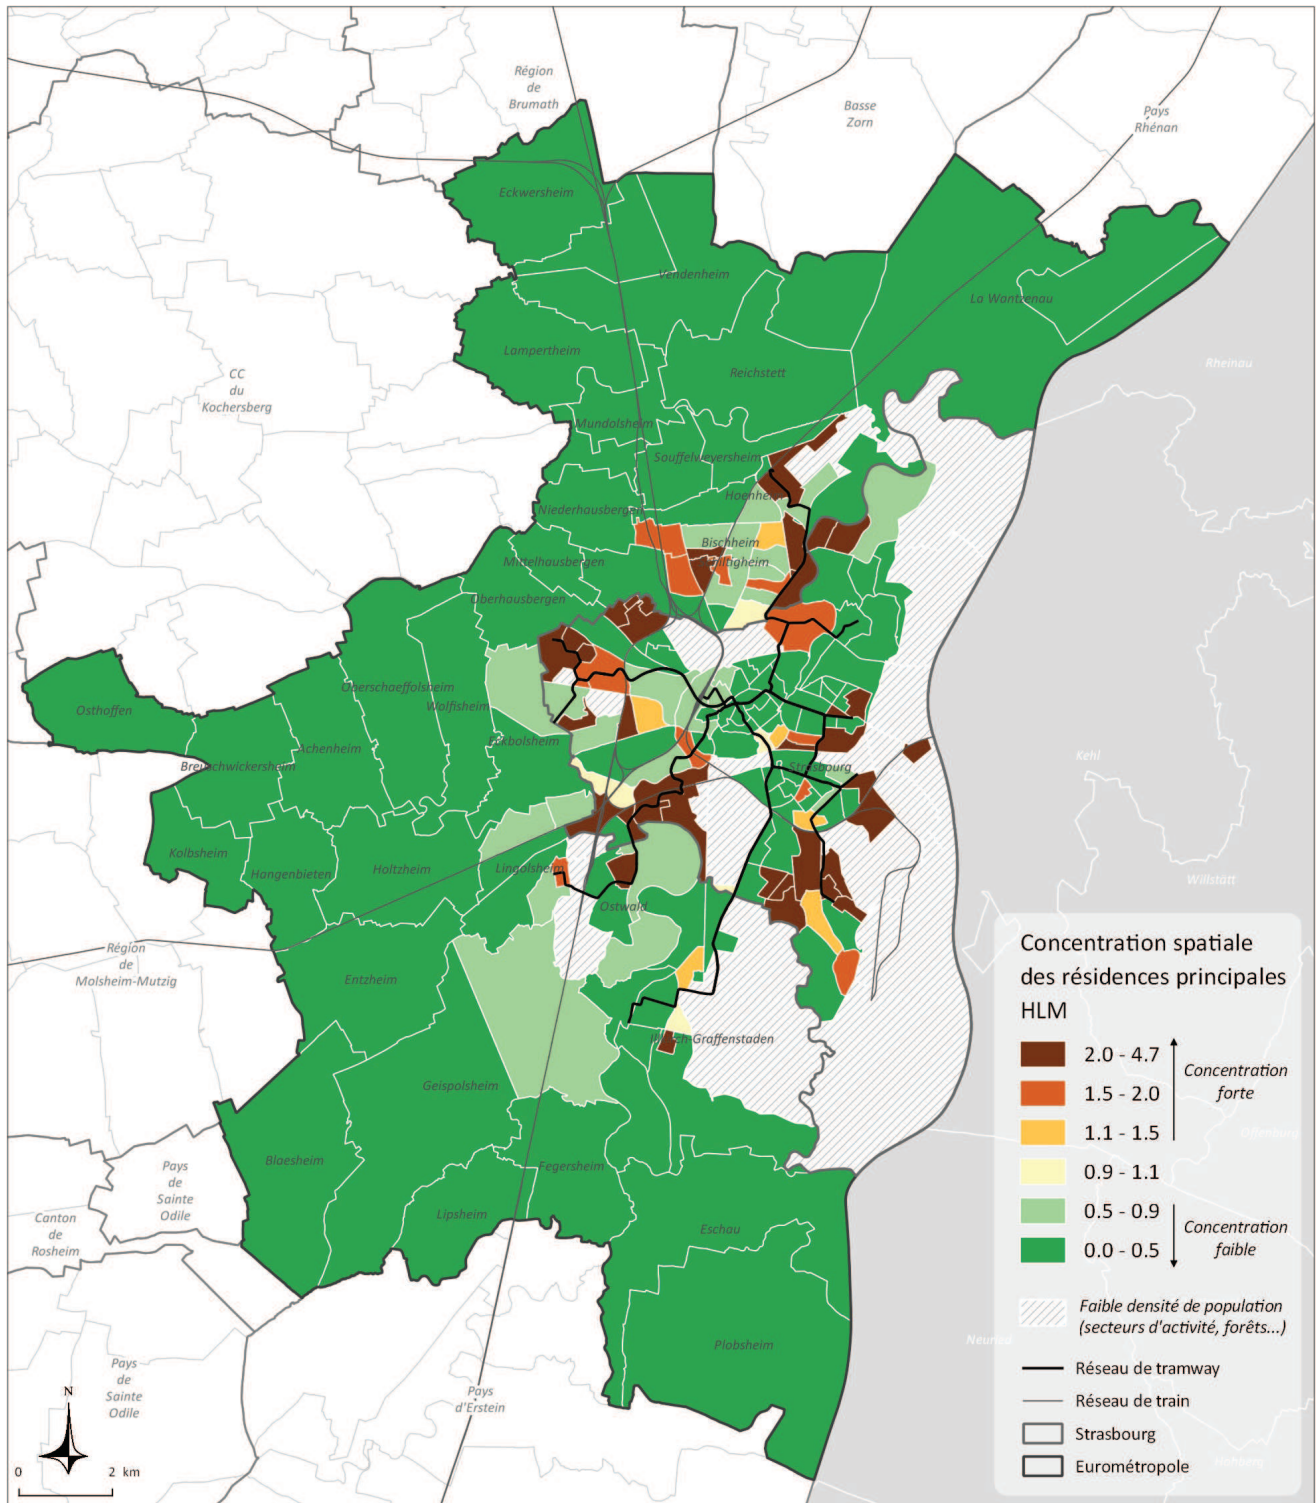 Région
de
Brumath
Basse
Zorn
Pays
Rhénan
Eckwersheim
Vendenheim
La Wantzenau
Lampertheim
Reichstett
Rheinau
CC
du
Kochersberg
Mundolsheim
Souffelweyersheim
Hoenheim
Niederhausbergen
Bischheim
Schiltigheim
Mittelhausbergen
Oberhausbergen
Oberschaeffolsheim
Wolfisheim
Osthoffen
Eckbolsheim
Achenheim
Breuschwickersheim
Strasbourg
Kehl
Kolbsheim
Hangenbieten
Holtzheim
Lingolsheim
Willstätt
Ostwald
Région
de
Molsheim-Mutzig
Entzheim
Illkirch-Graffenstaden
Geispolsheim
Offenburg
Blaesheim
Fegersheim
Pays
de
Sainte
Odile
Lipsheim
Eschau
Canton
de
Rosheim
Plobsheim
Neuried
Pays
de
Sainte
Odile
Pays
d'Erstein
Hohberg
N
0 2 km
Concentration spatiale
des résidences principales
HLM
2.0 - 4.7
1.5 - 2.0
1.1 - 1.5
0.9 - 1.1
0.5 - 0.9
0.0 - 0.5
Concentration
forte
Concentration
faible
Faible densité de population
(secteurs d'activité, forêts...)
Réseau de tramway
Réseau de train
Strasbourg
Eurométropole